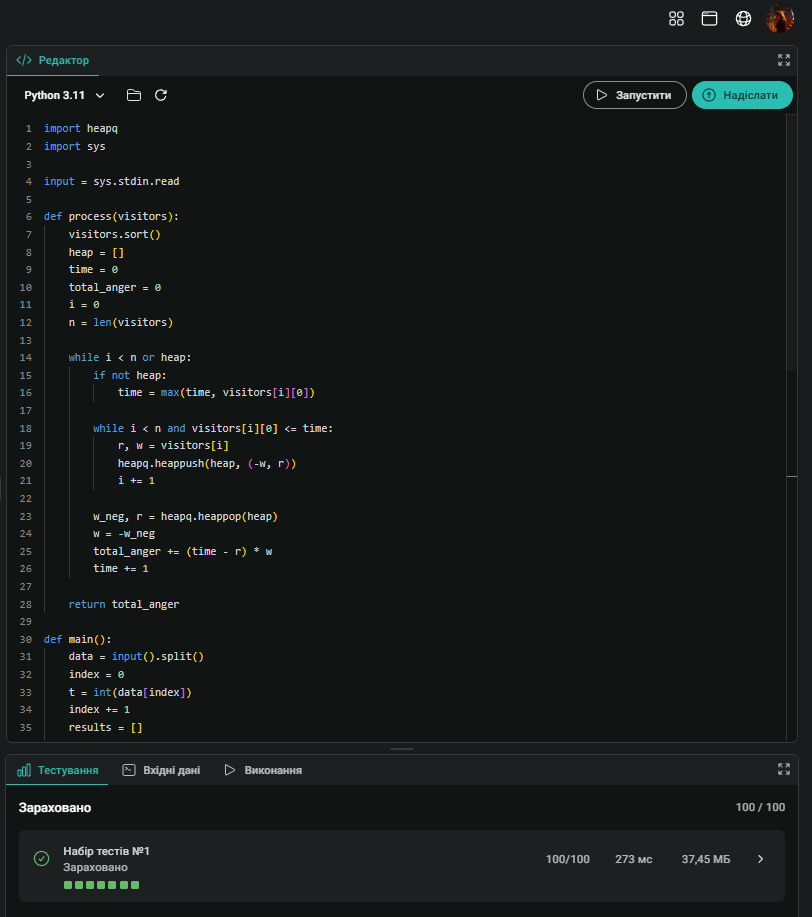 </> Редактор
Python 3.11
Запустити
Надіслати
1 import heapq
2 import sys
3
4 input = sys.stdin.read
5
6 def process(visitors):
7     visitors.sort()
8     heap = []
9     time = 0
10     total_anger = 0
11     i = 0
12     n = len(visitors)
13
14     while i < n or heap:
15         if not heap:
16             time = max(time, visitors[i][0])
17
18         while i < n and visitors[i][0] <= time:
19             r, w = visitors[i]
20             heapq.heappush(heap, (-w, r))
21             i += 1
22
23         w_neg, r = heapq.heappop(heap)
24         w = -w_neg
25         total_anger += (time - r) * w
26         time += 1
27
28     return total_anger
29
30 def main():
31     data = input().split()
32     index = 0
33     t = int(data[index])
34     index += 1
35     results = []
Тестування
Вхідні дані
Виконання
Зараховано
100 / 100
Набір тестів №1
Зараховано
100/100
273 мс
37,45 МБ